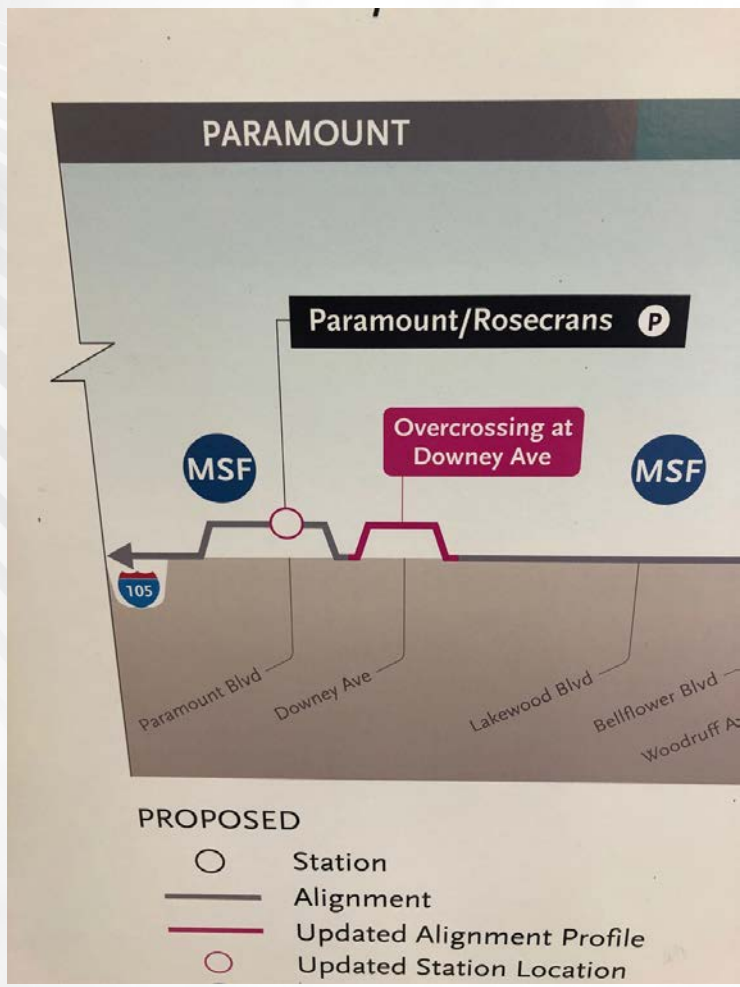 PARAMOUNT
Paramount/Rosecrans P
Overcrossing at
Downey Ave
MSF
MSF
105
Paramount Blvd
Downey Ave
Lakewood Blvd
Bellflower Blvd
Woodruff
PROPOSED
Station
Alignment
Updated Alignment Profile
Updated Station Location